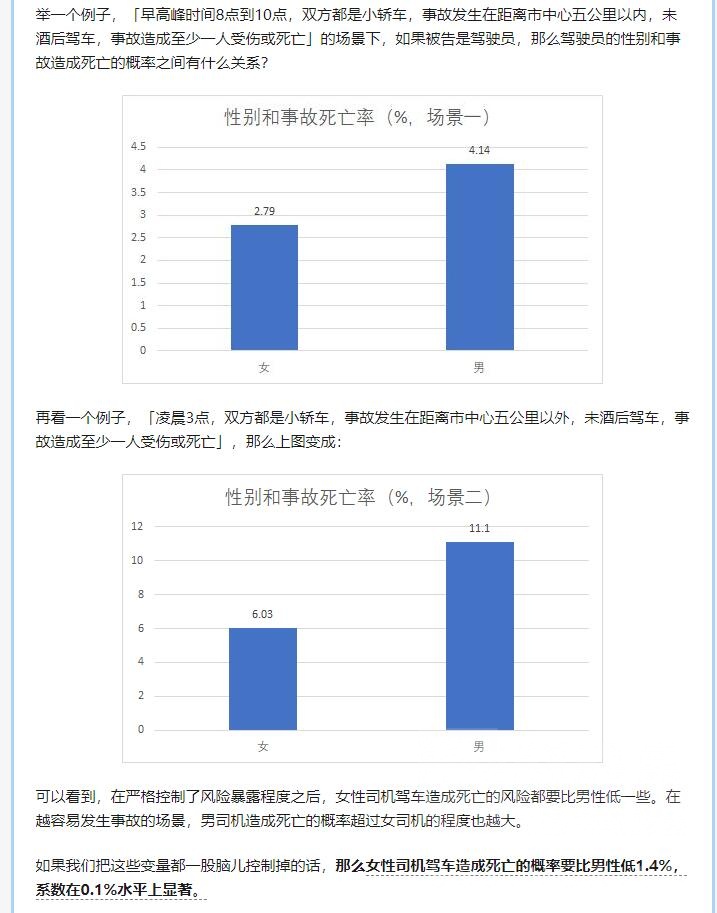 举一个例子，「早高峰时间8点到10点，双方都是小轿车，事故发生在距离市中心五公里以内，未
酒后驾车，事故造成至少一人受伤或死亡」的场景下，如果被告是驾驶员，那么驾驶员的性别和事
故造成死亡的概率之间有什么关系？
性别和事故死亡率（%，场景一）
4.5
4
3.5
3
2.5
2
1.5
1
0.5
0
2.79
4.14
女
男
再看一个例子，「凌晨3点，双方都是小轿车，事故发生在距离市中心五公里以外，未酒后驾车，事
故造成至少一人受伤或死亡」，那么上图变成：
性别和事故死亡率（%，场景二）
12
10
8
6
4
2
0
6.03
11.1
女
男
可以看到，在严格控制了风险暴露程度之后，女性司机驾车造成死亡的风险都要比男性低一些。在
越容易发生事故的场景，男司机造成死亡的概率超过女司机的程度也越大。
如果我们把这些变量都一股脑儿控制掉的话，那么女性司机驾车造成死亡的概率要比男性低1.4%，
系数在0.1%水平上显著。